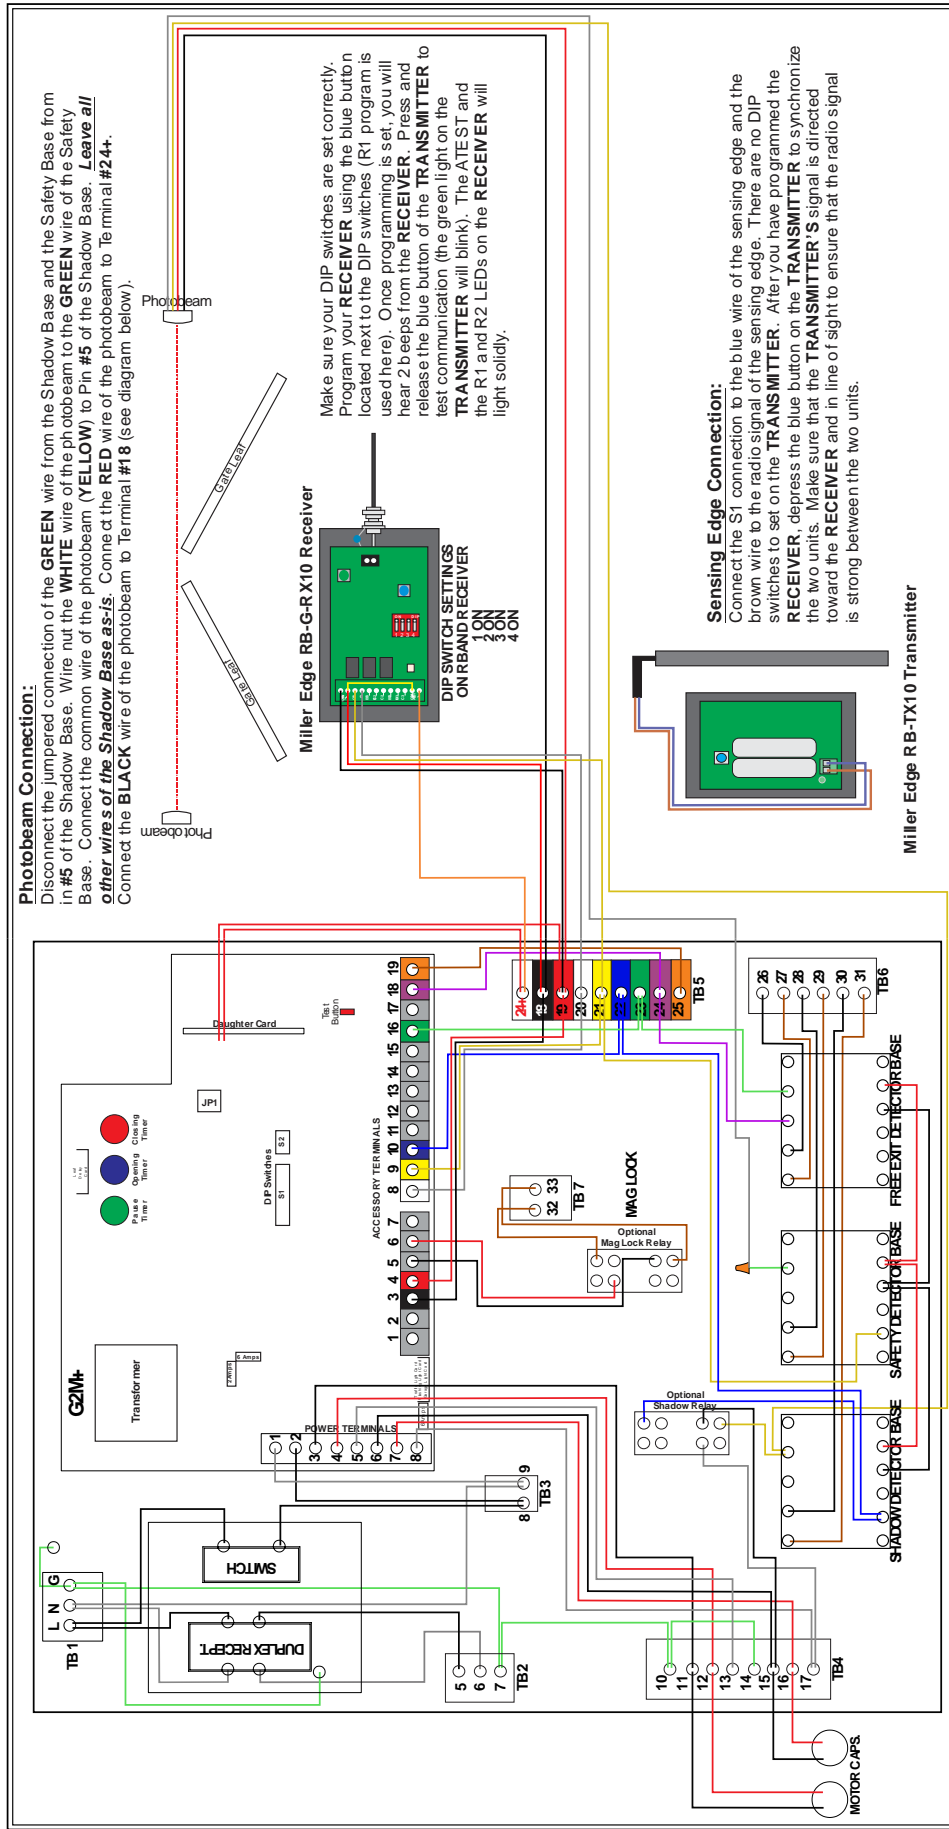 Photobeam Connection:
Disconnect the jumpered connection of the GREEN wire from the Shadow Base and the Safety Base from
in #5 of the Shadow Base. Wire nut the WHITE wire of the photobeam to the GREEN wire of the Safety
Base. Connect the common wire of the photobeam (YELLOW) to Pin #5 of the Shadow Base. Leave all
other wires of the Shadow Base as-is. Connect the RED wire of the photobeam to Terminal #24+.
Connect the BLACK wire of the photobeam to Terminal #18 (see diagram below).
Photobeam
Photobeam
Gate Leaf
Gate Leaf
Miller Edge RB-G-RX10 Receiver
Make sure your DIP switches are set correctly.
Program your RECEIVER using the blue button
located next to the DIP switches (R1 program is
used here). Once programming is set, you will
hear 2 beeps from the RECEIVER. Press and
release the blue button of the TRANSMITTER to
test communication (the green light on the
TRANSMITTER will blink). The ATEST and
the R1 and R2 LEDs on the RECEIVER will
light solidly.
DIP SWITCH SETTINGS
ON RBAND RECEIVER
1 ON
2 ON
3 ON
4 ON
Sensing Edge Connection:
Connect the S1 connection to the blue wire of the sensing edge and the
brown wire to the radio signal of the sensing edge. There are no DIP
switches to set on the TRANSMITTER. After you have programmed the
RECEIVER, depress the blue button on the TRANSMITTER to synchronize
the two units. Make sure that the TRANSMITTER'S signal is directed
toward the RECEIVER and in line of sight to ensure that the radio signal
is strong between the two units.
Miller Edge RB-TX10 Transmitter
G2M+
Transformer
2 Amps
6 Amps
Pause Timer
Opening Timer
Closing Timer
JP1
DIP Switches
S1
S2
Daughter Card
Test Button
ACCESSORY TERMINALS
1 2 3 4 5 6 7 8 9 10 11 12 13 14 15 16 17 18 19
POWER TERMINALS
1 2 3 4 5 6 7 8
24+ 18 19 20 21 22 23 24 25
TB5
26 27 28 29 30 31
TB6
32 33
TB 7
MAG LOCK
Optional
Mag Lock Relay
Optional
Shadow Relay
FREE EXIT DETECTOR BASE
SAFETY DETECTOR BASE
SHADOW DETECTOR BASE
L N G
TB 1
SWITCH
DUPLEX RECEPT.
8 9
TB3
5 6 7
TB2
10 11 12 13 14 15 16 17
TB4
MOTOR CAPS.